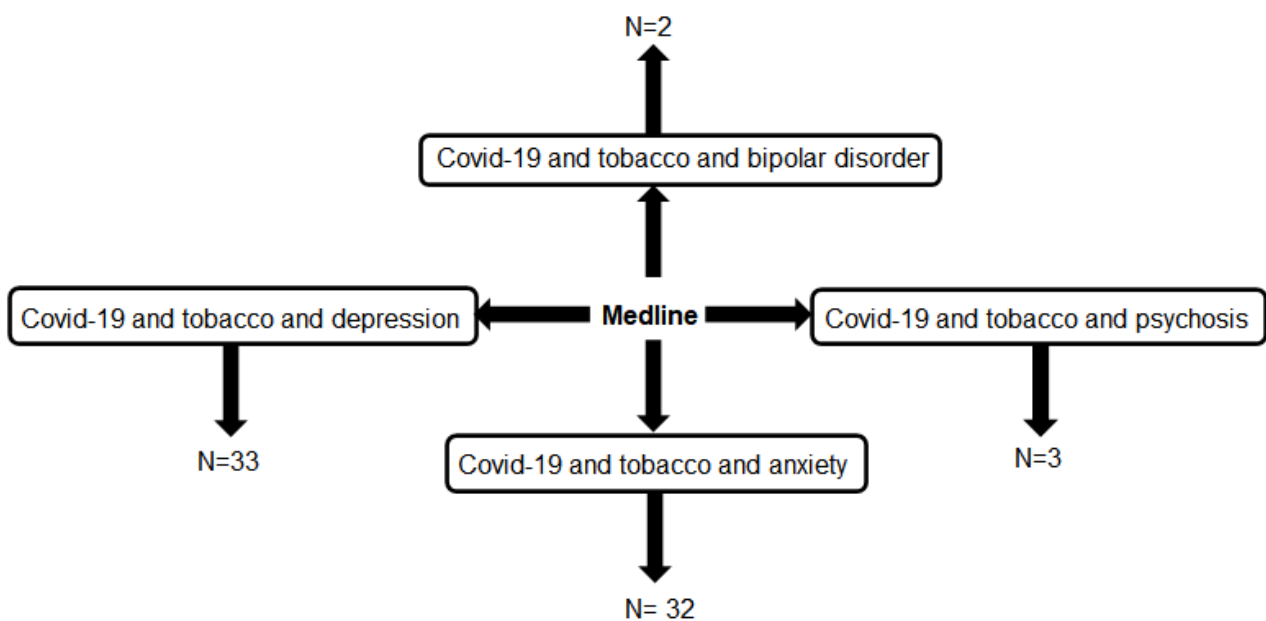 N=2
Covid-19 and tobacco and bipolar disorder
Covid-19 and tobacco and depression
Medline
Covid-19 and tobacco and psychosis
N=33
Covid-19 and tobacco and anxiety
N=3
N= 32